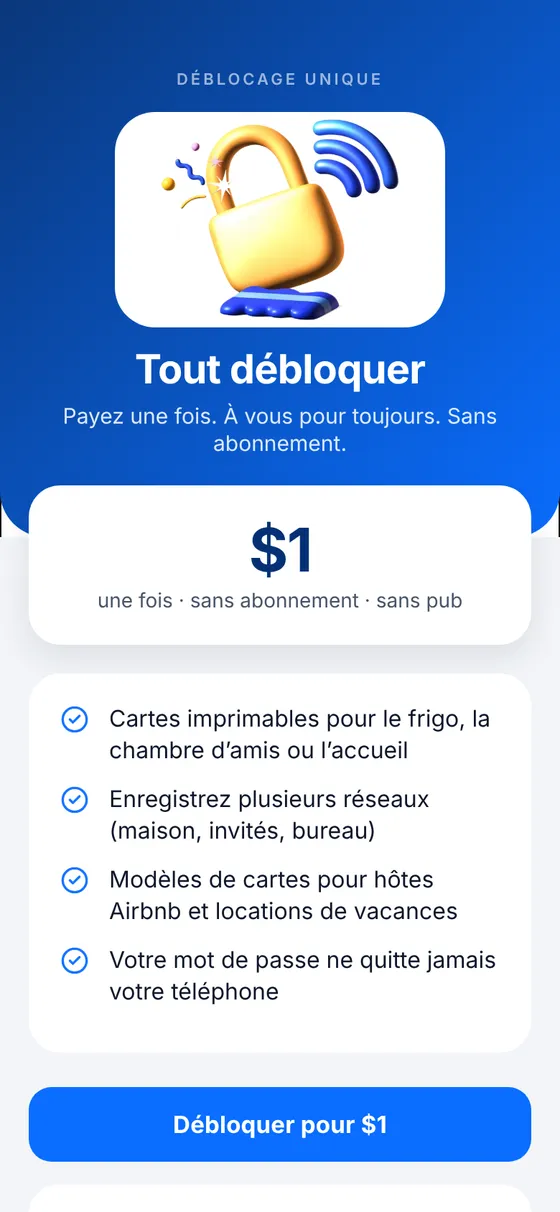 DÉBLOCAGE UNIQUE
Tout débloquer
Payez une fois. À vous pour toujours. Sans
abonnement.
$1
une fois · sans abonnement · sans pub
Cartes imprimables pour le frigo, la
chambre d’amis ou l’accueil
Enregistrez plusieurs réseaux
(maison, invités, bureau)
Modèles de cartes pour hôtes
Airbnb et locations de vacances
Votre mot de passe ne quitte jamais
votre téléphone
Débloquer pour $1